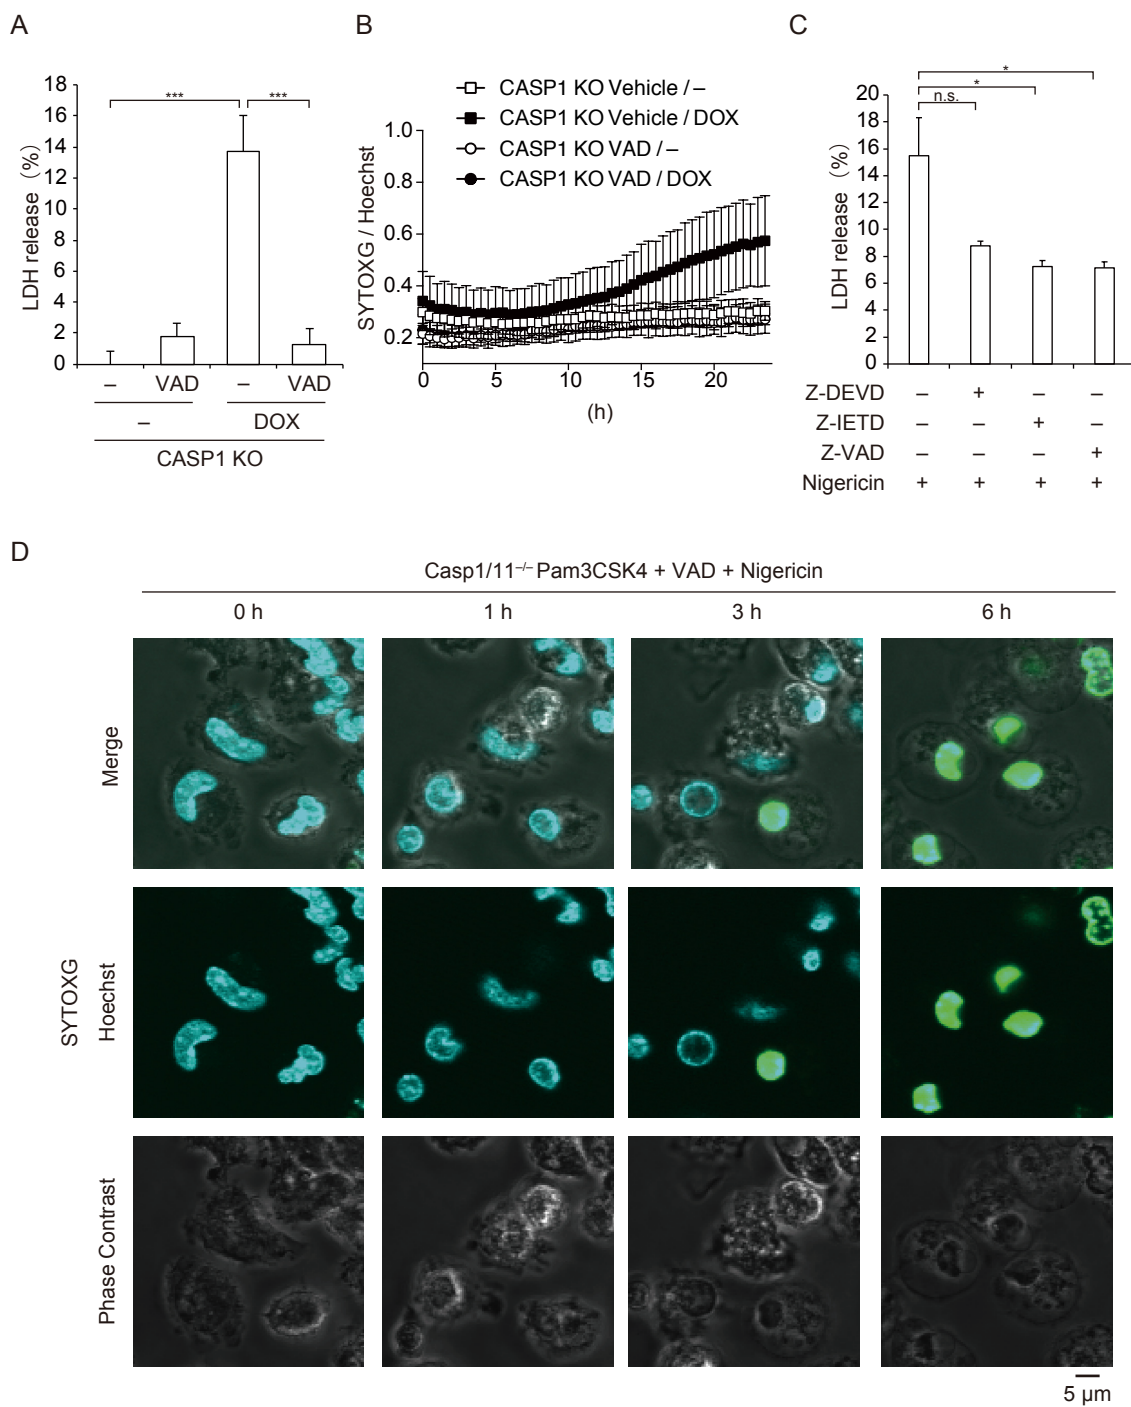 A
B
C
18
16
14
12
10
8
6
4
2
0
LDH release (%)
***
***
– VAD – VAD
– DOX
CASP1 KO
CASP1 KO Vehicle / –
CASP1 KO Vehicle / DOX
CASP1 KO VAD / –
CASP1 KO VAD / DOX
1.0
0.8
0.6
0.4
0.2
SYTOXG / Hoechst
0 5 10 15 20
(h)
*
*
n.s.
20
18
16
14
12
10
8
6
4
2
0
LDH release (%)
Z-DEVD – + – –
Z-IETD – – + –
Z-VAD – – – +
Nigericin + + + +
D
Casp1/11–/– Pam3CSK4 + VAD + Nigericin
0 h 1 h 3 h 6 h
Merge
SYTOXG
Hoechst
Phase Contrast
5 µm